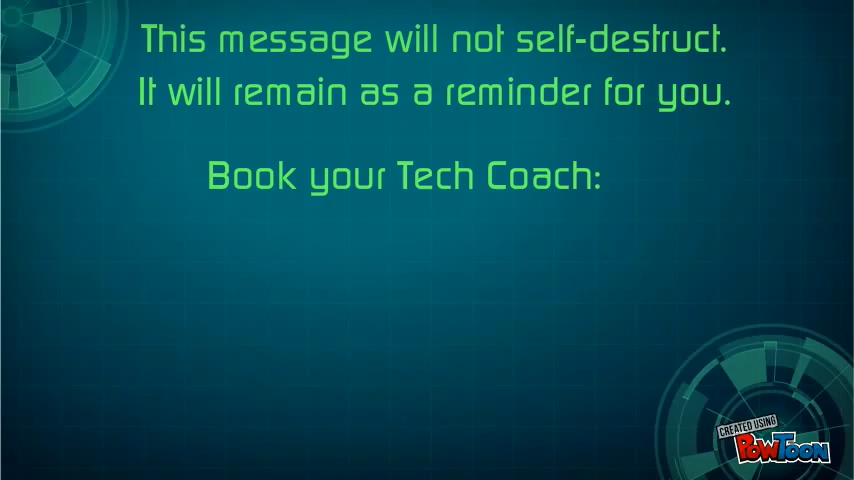 This message will not self-destruct.
It will remain as a reminder for you.
Book your Tech Coach:
CREATED USING
POWTOON